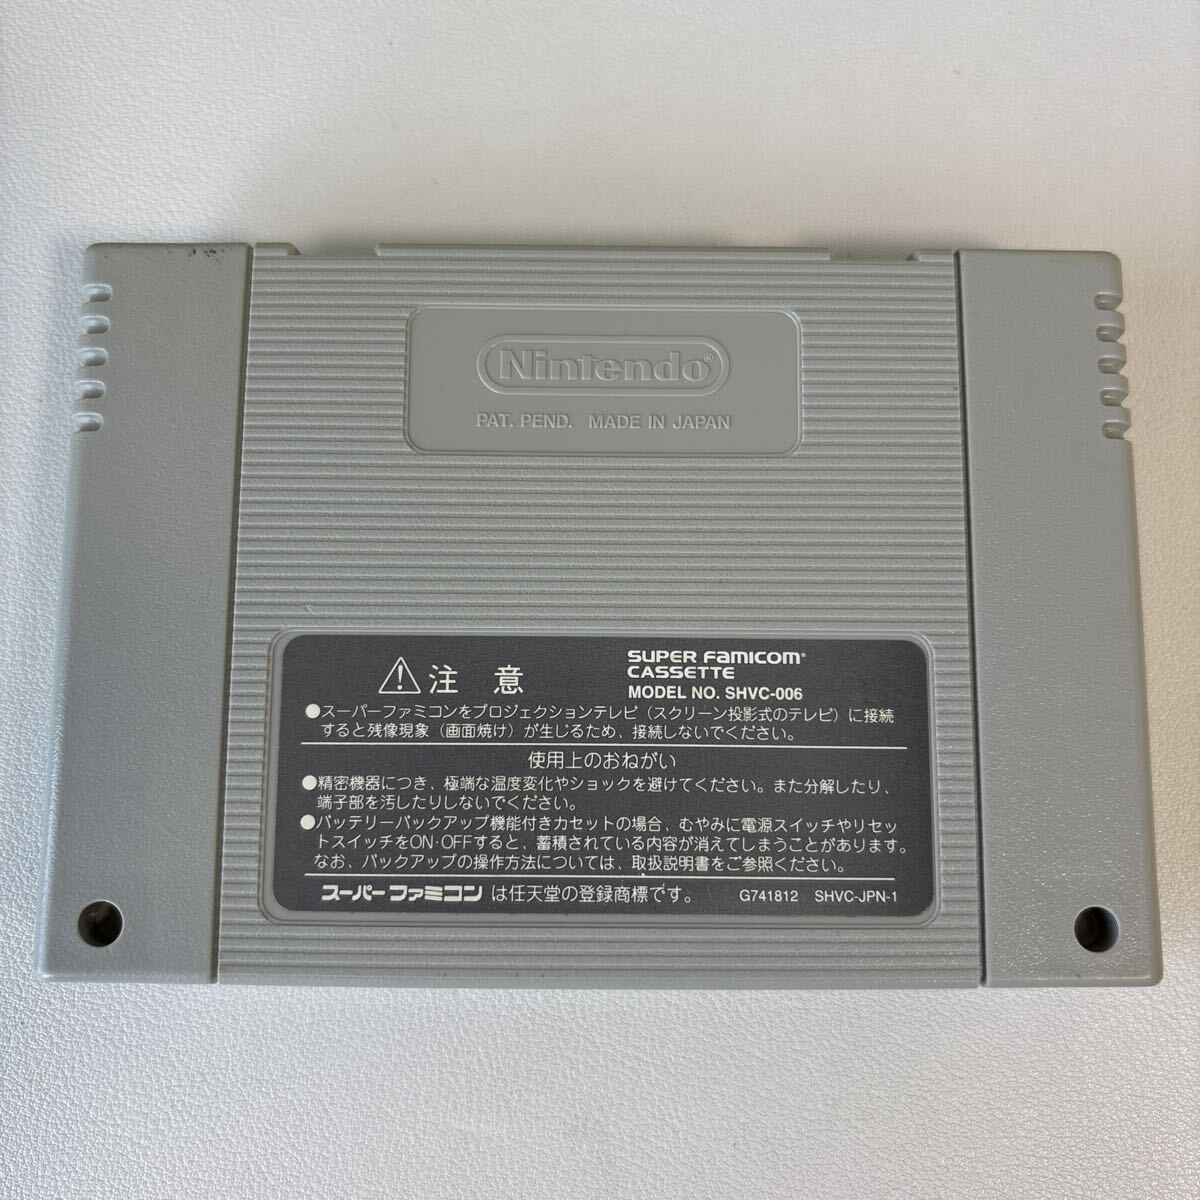 Nintendo®
PAT. PEND. MADE IN JAPAN
⚠注 意
SUPER FAMICOM®
CASSETTE
MODEL NO. SHVC-006
●スーパーファミコンをプロジェクションテレビ（スクリーン投影式のテレビ）に接続
すると残像現象（画面焼け）が生じるため、接続しないでください。
使用上のおねがい
●精密機器につき、極端な温度変化やショックを避けてください。また分解したり、
端子部を汚したりしないでください。
●バッテリーバックアップ機能付きカセットの場合、むやみに電源スイッチやリセッ
トスイッチをON・OFFすると、蓄積されている内容が消えてしまうことがあります。
なお、バックアップの操作方法については、取扱説明書をご参照ください。
スーパーファミコン は任天堂の登録商標です。 G741812 SHVC-JPN-1